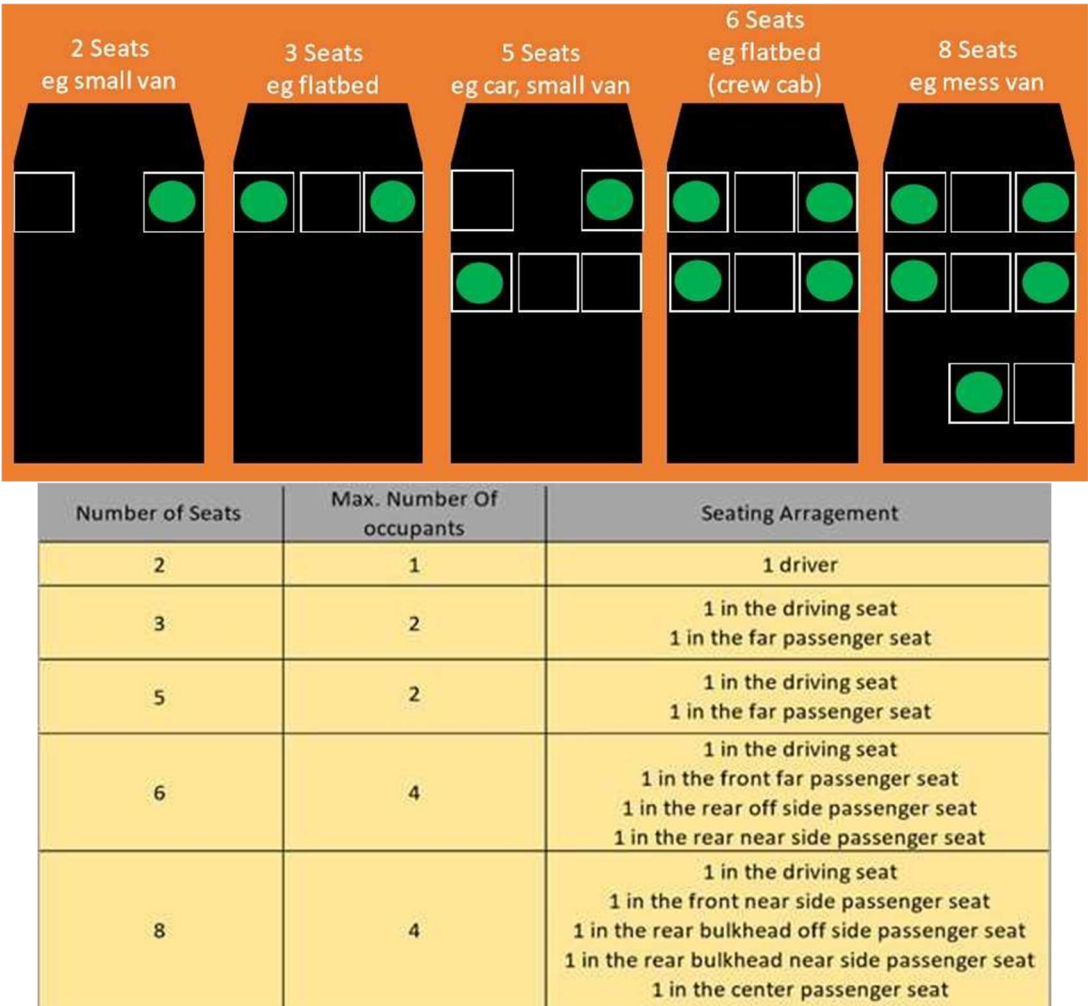 2 Seats
eg small van
3 Seats
eg flatbed
5 Seats
eg car, small van
6 Seats
eg flatbed
(crew cab)
8 Seats
eg mess van
Number of Seats
Max. Number Of
occupants
Seating Arragement
2
1
1 driver
3
2
1 in the driving seat
1 in the far passenger seat
5
2
1 in the driving seat
1 in the far passenger seat
6
4
1 in the driving seat
1 in the front far passenger seat
1 in the rear off side passenger seat
1 in the rear near side passenger seat
8
4
1 in the driving seat
1 in the front near side passenger seat
1 in the rear bulkhead off side passenger seat
1 in the rear bulkhead near side passenger seat
1 in the center passenger seat